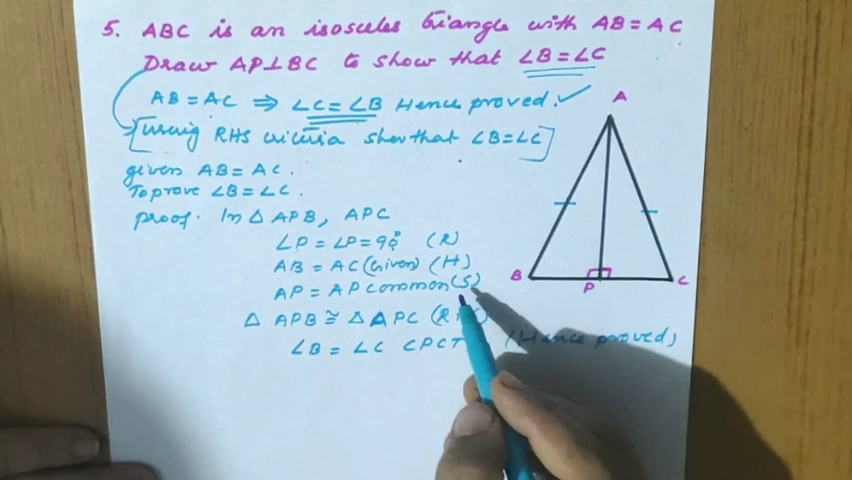 5. ABC is an isosceles triangle with AB = AC
Draw AP⊥BC to show that ∠B = ∠C
AB = AC ⇒ ∠C = ∠B Hence proved. ✓
[using RHS criteria show that ∠B = ∠C]
given AB = AC.
To prove ∠B = ∠C.
proof. In △ APB, APC
∠P = ∠P = 90° (R)
AB = AC (Given) (H)
AP = AP common (S)
△ APB ≅ △ APC (R
∠B = ∠C CPCT (Hence proved)
A
B
P
C